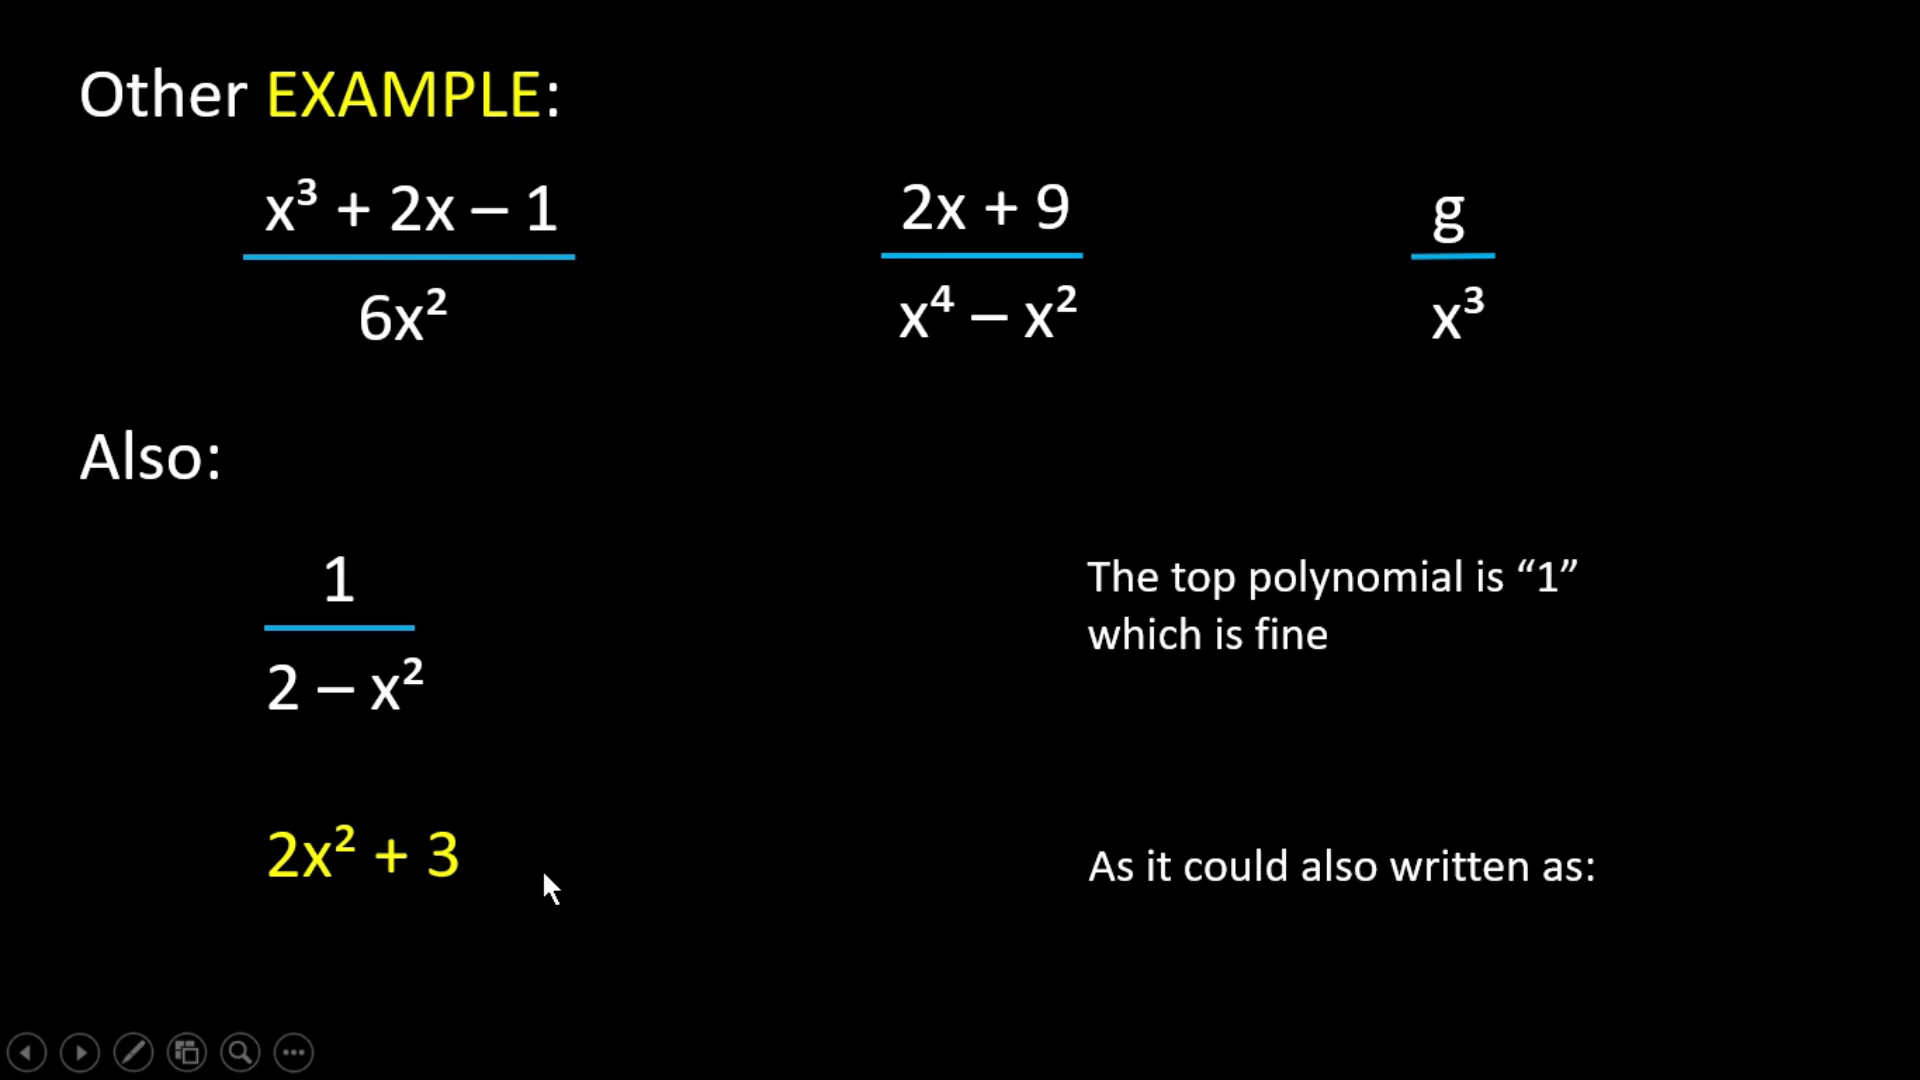 Other EXAMPLE:
x³ + 2x – 1
6x²
2x + 9
x⁴ – x²
g
x³
Also:
1
2 – x²
The top polynomial is “1”
which is fine
2x² + 3
As it could also written as: